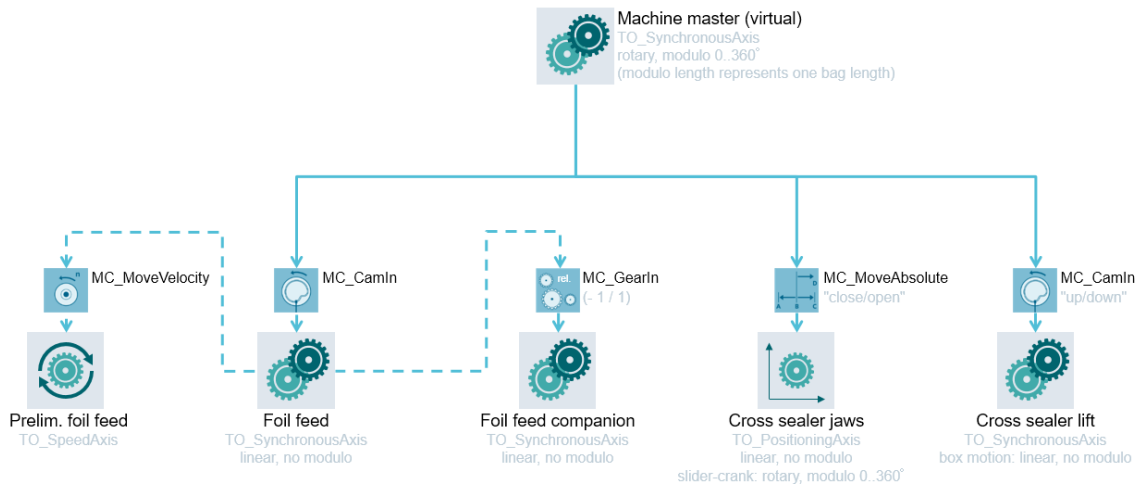 Machine master (virtual)
TO_SynchronousAxis
rotary, modulo 0..360°
(modulo length represents one bag length)
n
MC_MoveVelocity
MC_CamIn
rel.
MC_GearIn
(- 1 / 1)
D
A B C
MC_MoveAbsolute
"close/open"
MC_CamIn
"up/down"
Prelim. foil feed
TO_SpeedAxis
Foil feed
TO_SynchronousAxis
linear, no modulo
Foil feed companion
TO_SynchronousAxis
linear, no modulo
Cross sealer jaws
TO_PositioningAxis
linear, no modulo
slider-crank: rotary, modulo 0..360°
Cross sealer lift
TO_SynchronousAxis
box motion: linear, no modulo